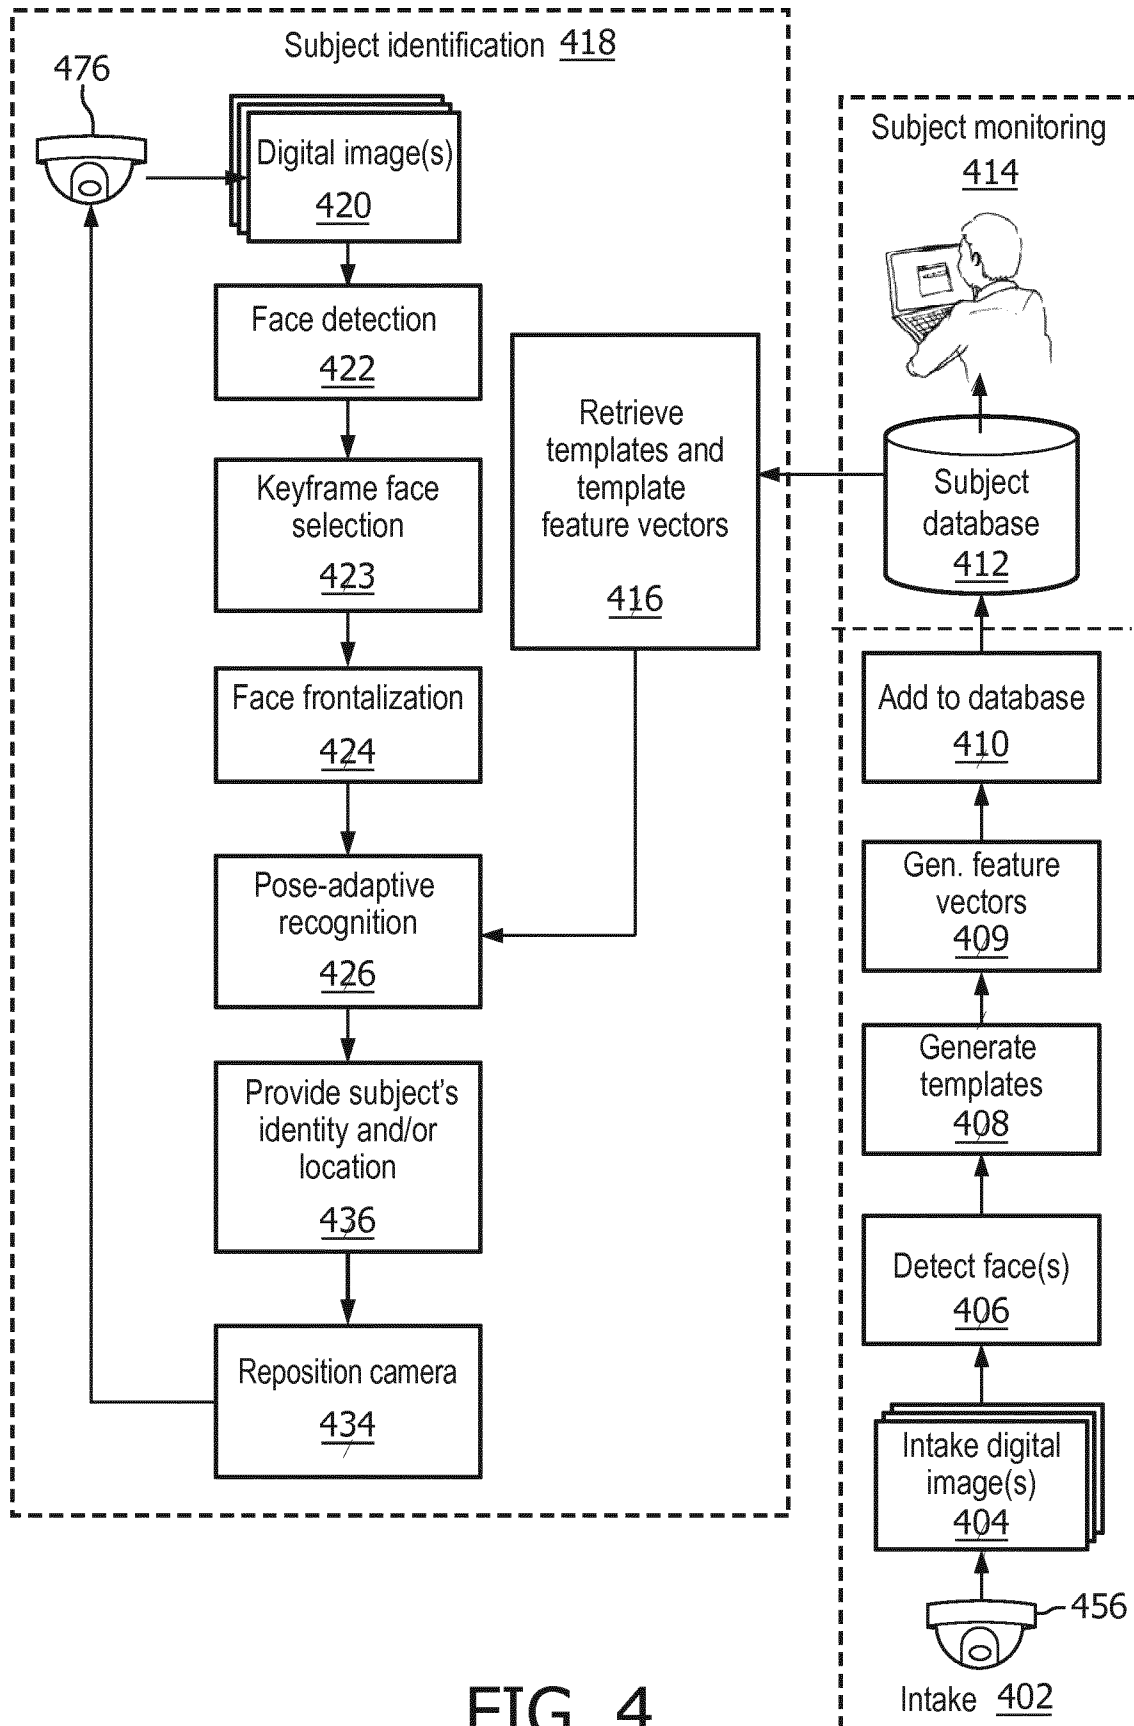 Subject identification 418
476
Digital image(s)
420
Face detection
422
Keyframe face
selection
423
Face frontalization
424
Pose-adaptive
recognition
426
Provide subject's
identity and/or
location
436
Reposition camera
434
Retrieve
templates and
template
feature vectors
416
Subject monitoring
414
Subject
database
412
Add to database
410
Gen. feature
vectors
409
Generate
templates
408
Detect face(s)
406
Intake digital
image(s)
404
456
Intake 402
FIG. 4